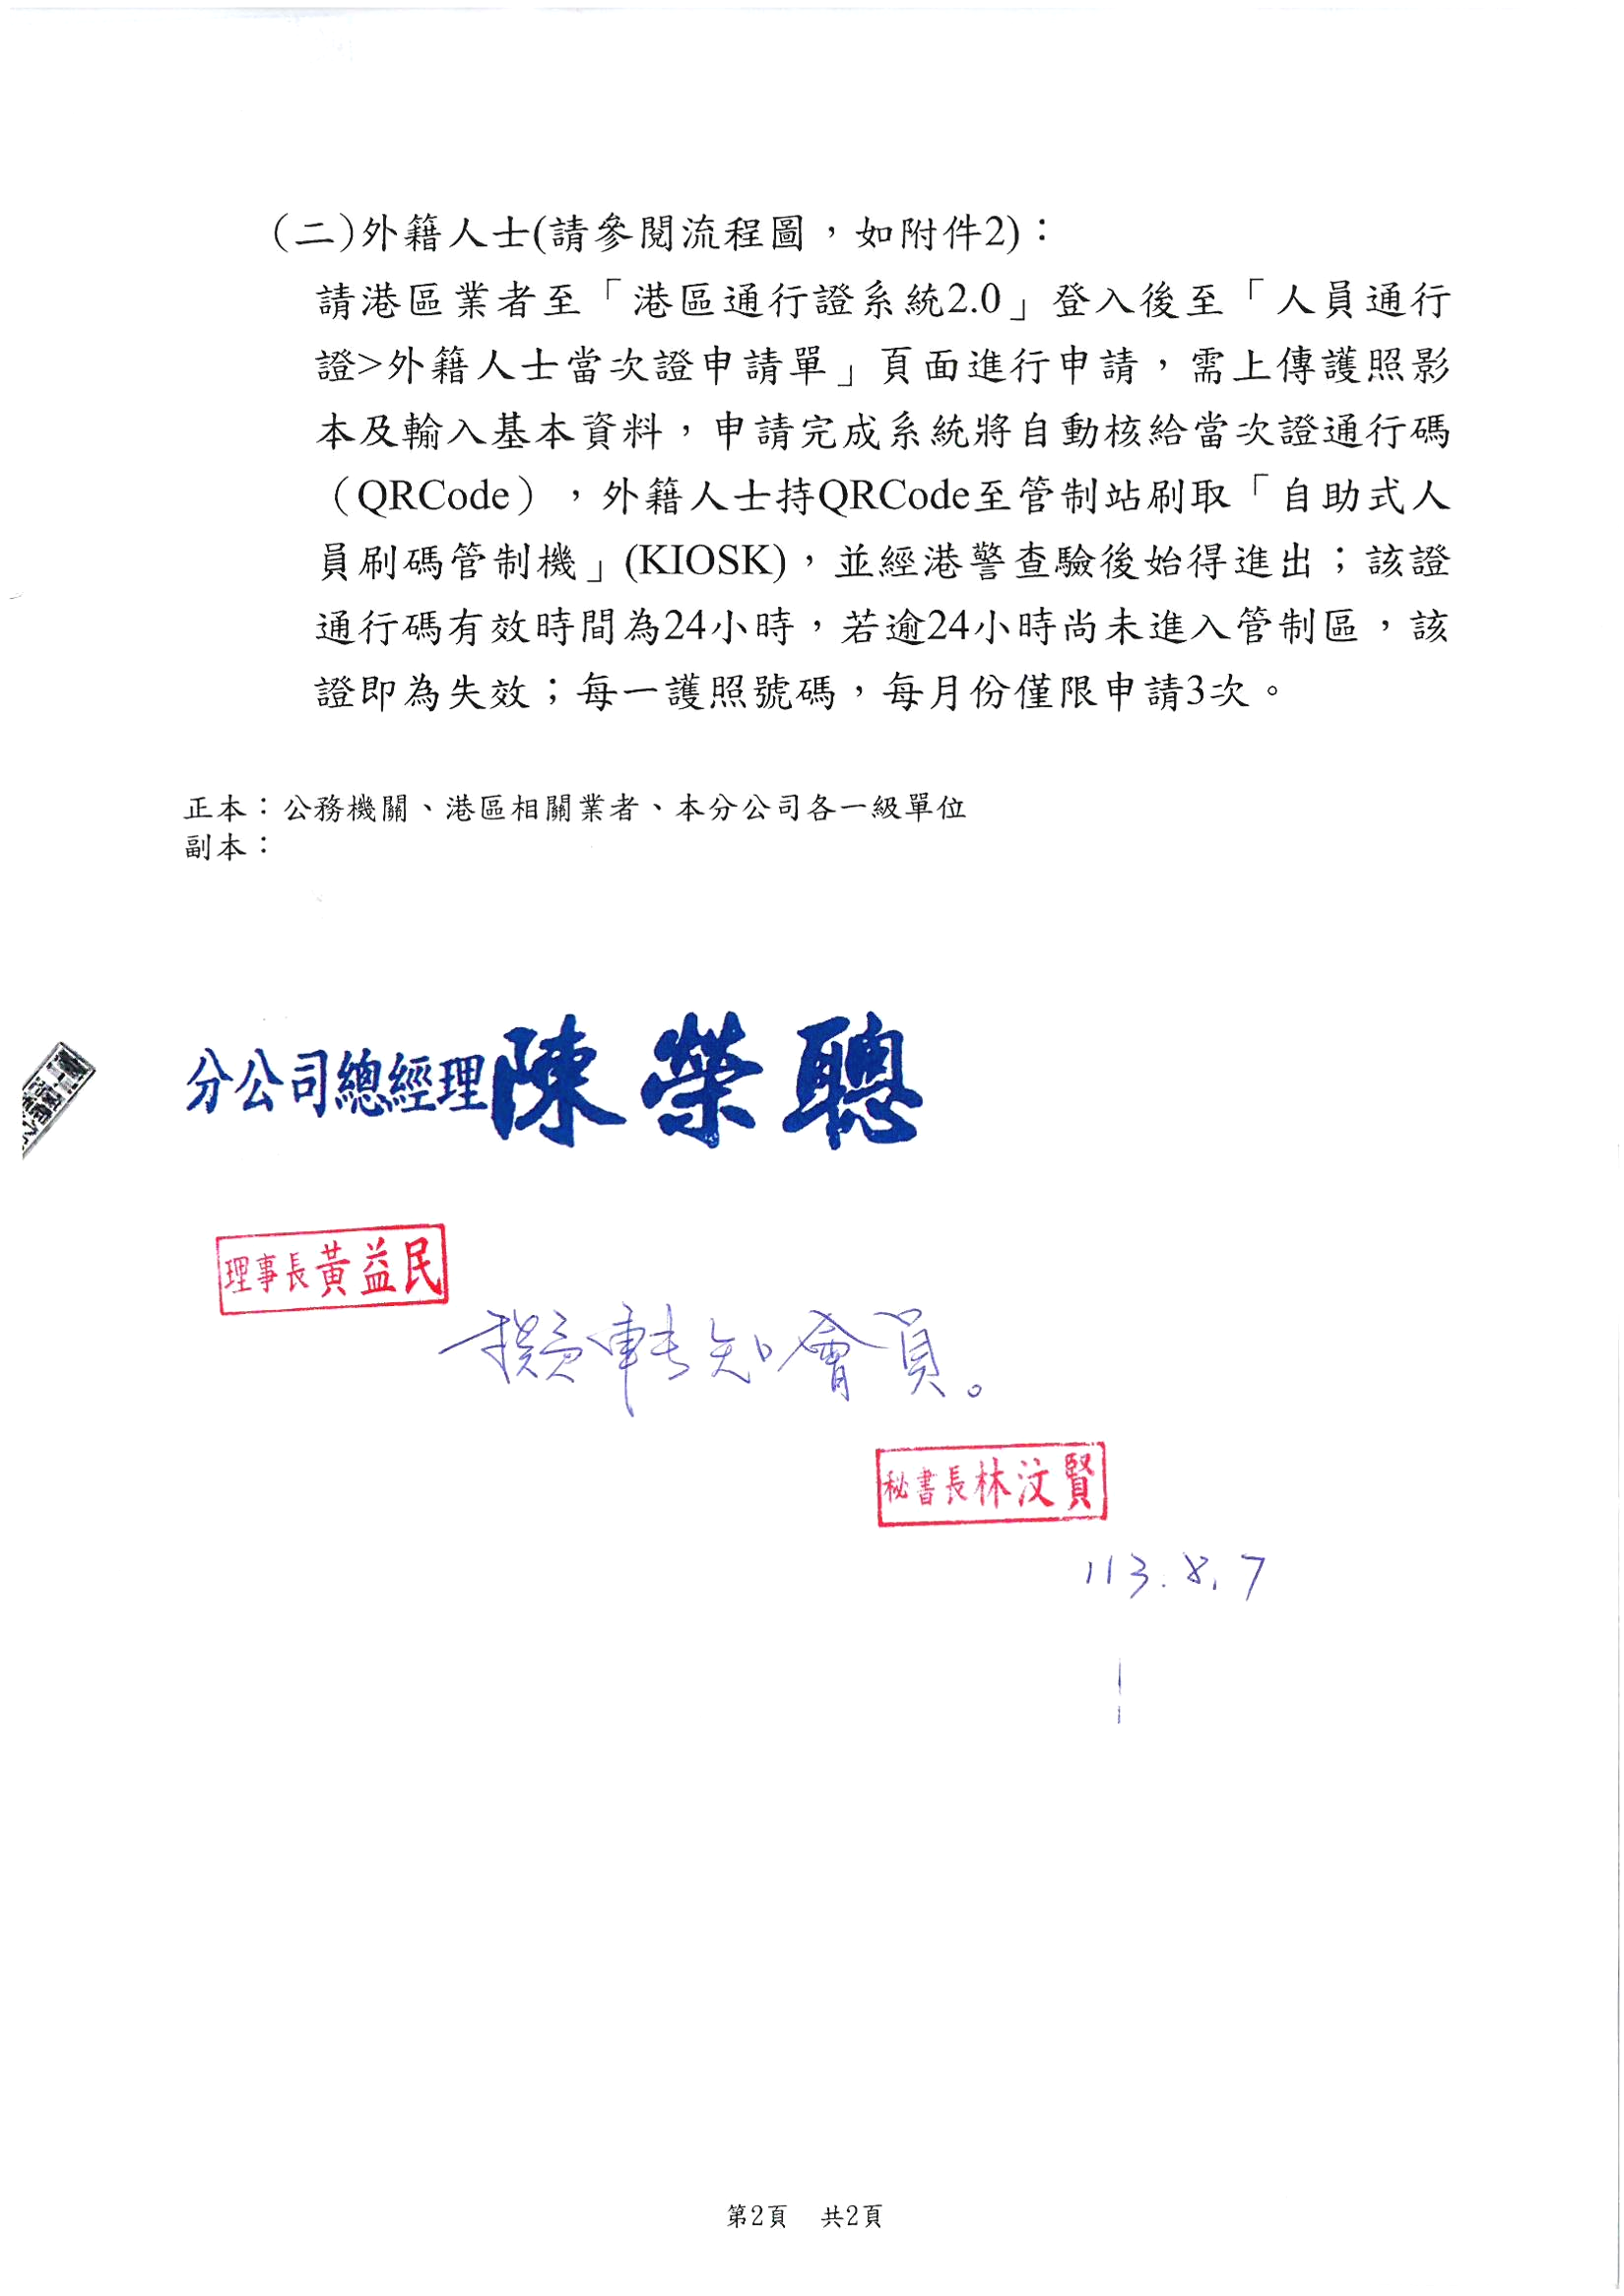 (二)外籍人士(請參閱流程圖，如附件2)：
請港區業者至「港區通行證系統2.0」登入後至「人員通行
證>外籍人士當次證申請單」頁面進行申請，需上傳護照影
本及輸入基本資料，申請完成系統將自動核給當次證通行碼
（QRCode），外籍人士持QRCode至管制站刷取「自助式人
員刷碼管制機」(KIOSK)，並經港警查驗後始得進出；該證
通行碼有效時間為24小時，若逾24小時尚未進入管制區，該
證即為失效；每一護照號碼，每月份僅限申請3次。
正本：公務機關、港區相關業者、本分公司各一級單位
副本：
分公司總經理陳榮聰
理事長黃益民
擬轉知會員。
秘書長林汶賢
113.8.7
第2頁 共2頁